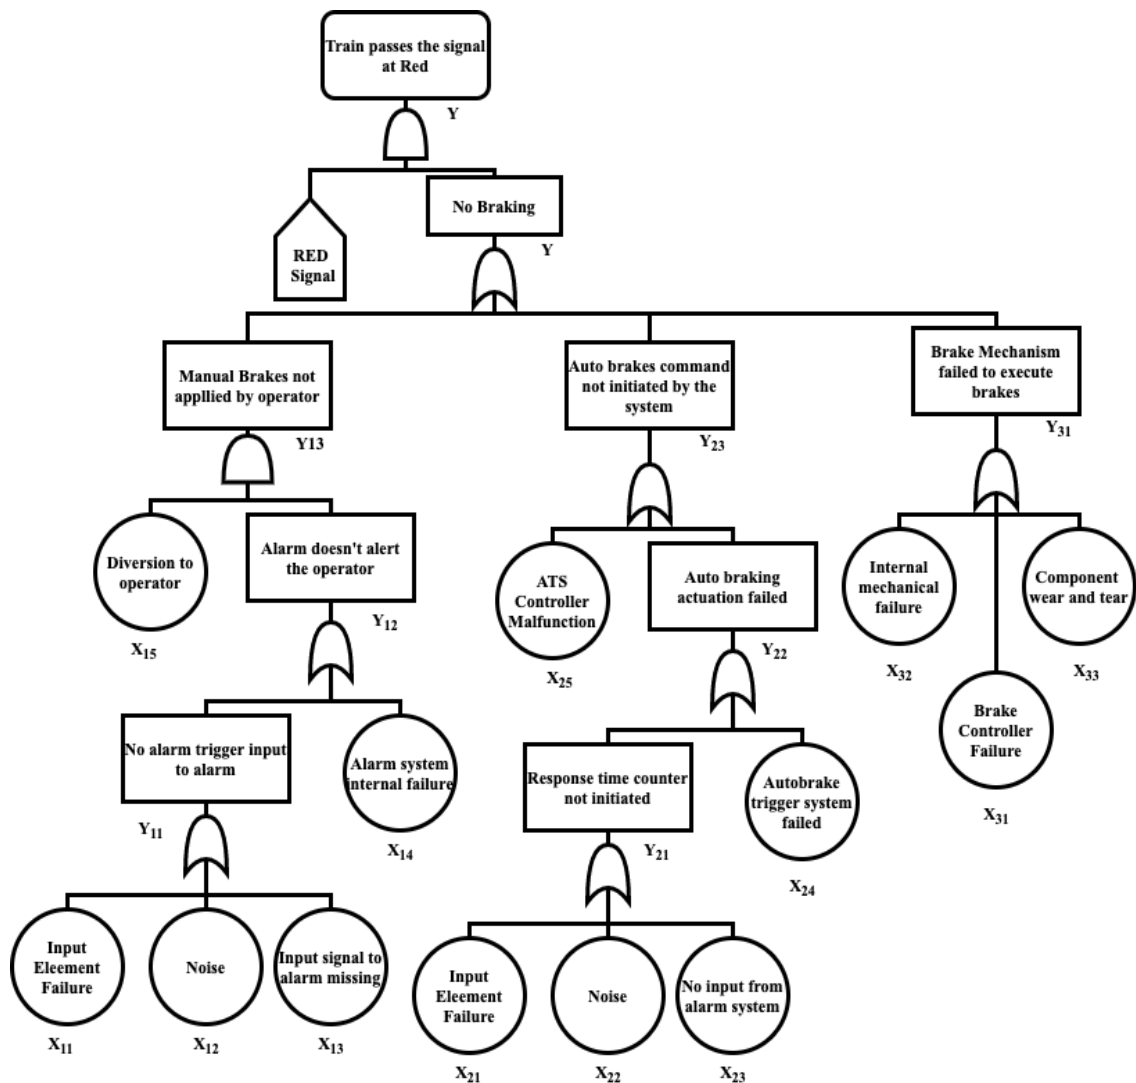 Train passes the signal
at Red
Y
No Braking
RED
Signal
Y
Manual Brakes not
appllied by operator
Y13
Auto brakes command
not initiated by the
system
Y23
Brake Mechanism
failed to execute
brakes
Y31
Diversion to
operator
X15
Alarm doesn't alert
the operator
Y12
ATS
Controller
Malfunction
X25
Auto braking
actuation failed
Y22
Internal
mechanical
failure
X32
Component
wear and tear
X33
Brake
Controller
Failure
X31
No alarm trigger input
to alarm
Y11
Alarm system
internal failure
X14
Response time counter
not initiated
Y21
Autobrake
trigger system
failed
X24
Input
Eleement
Failure
X11
Noise
X12
Input signal to
alarm missing
X13
Input
Eleement
Failure
X21
Noise
X22
No input from
alarm system
X23